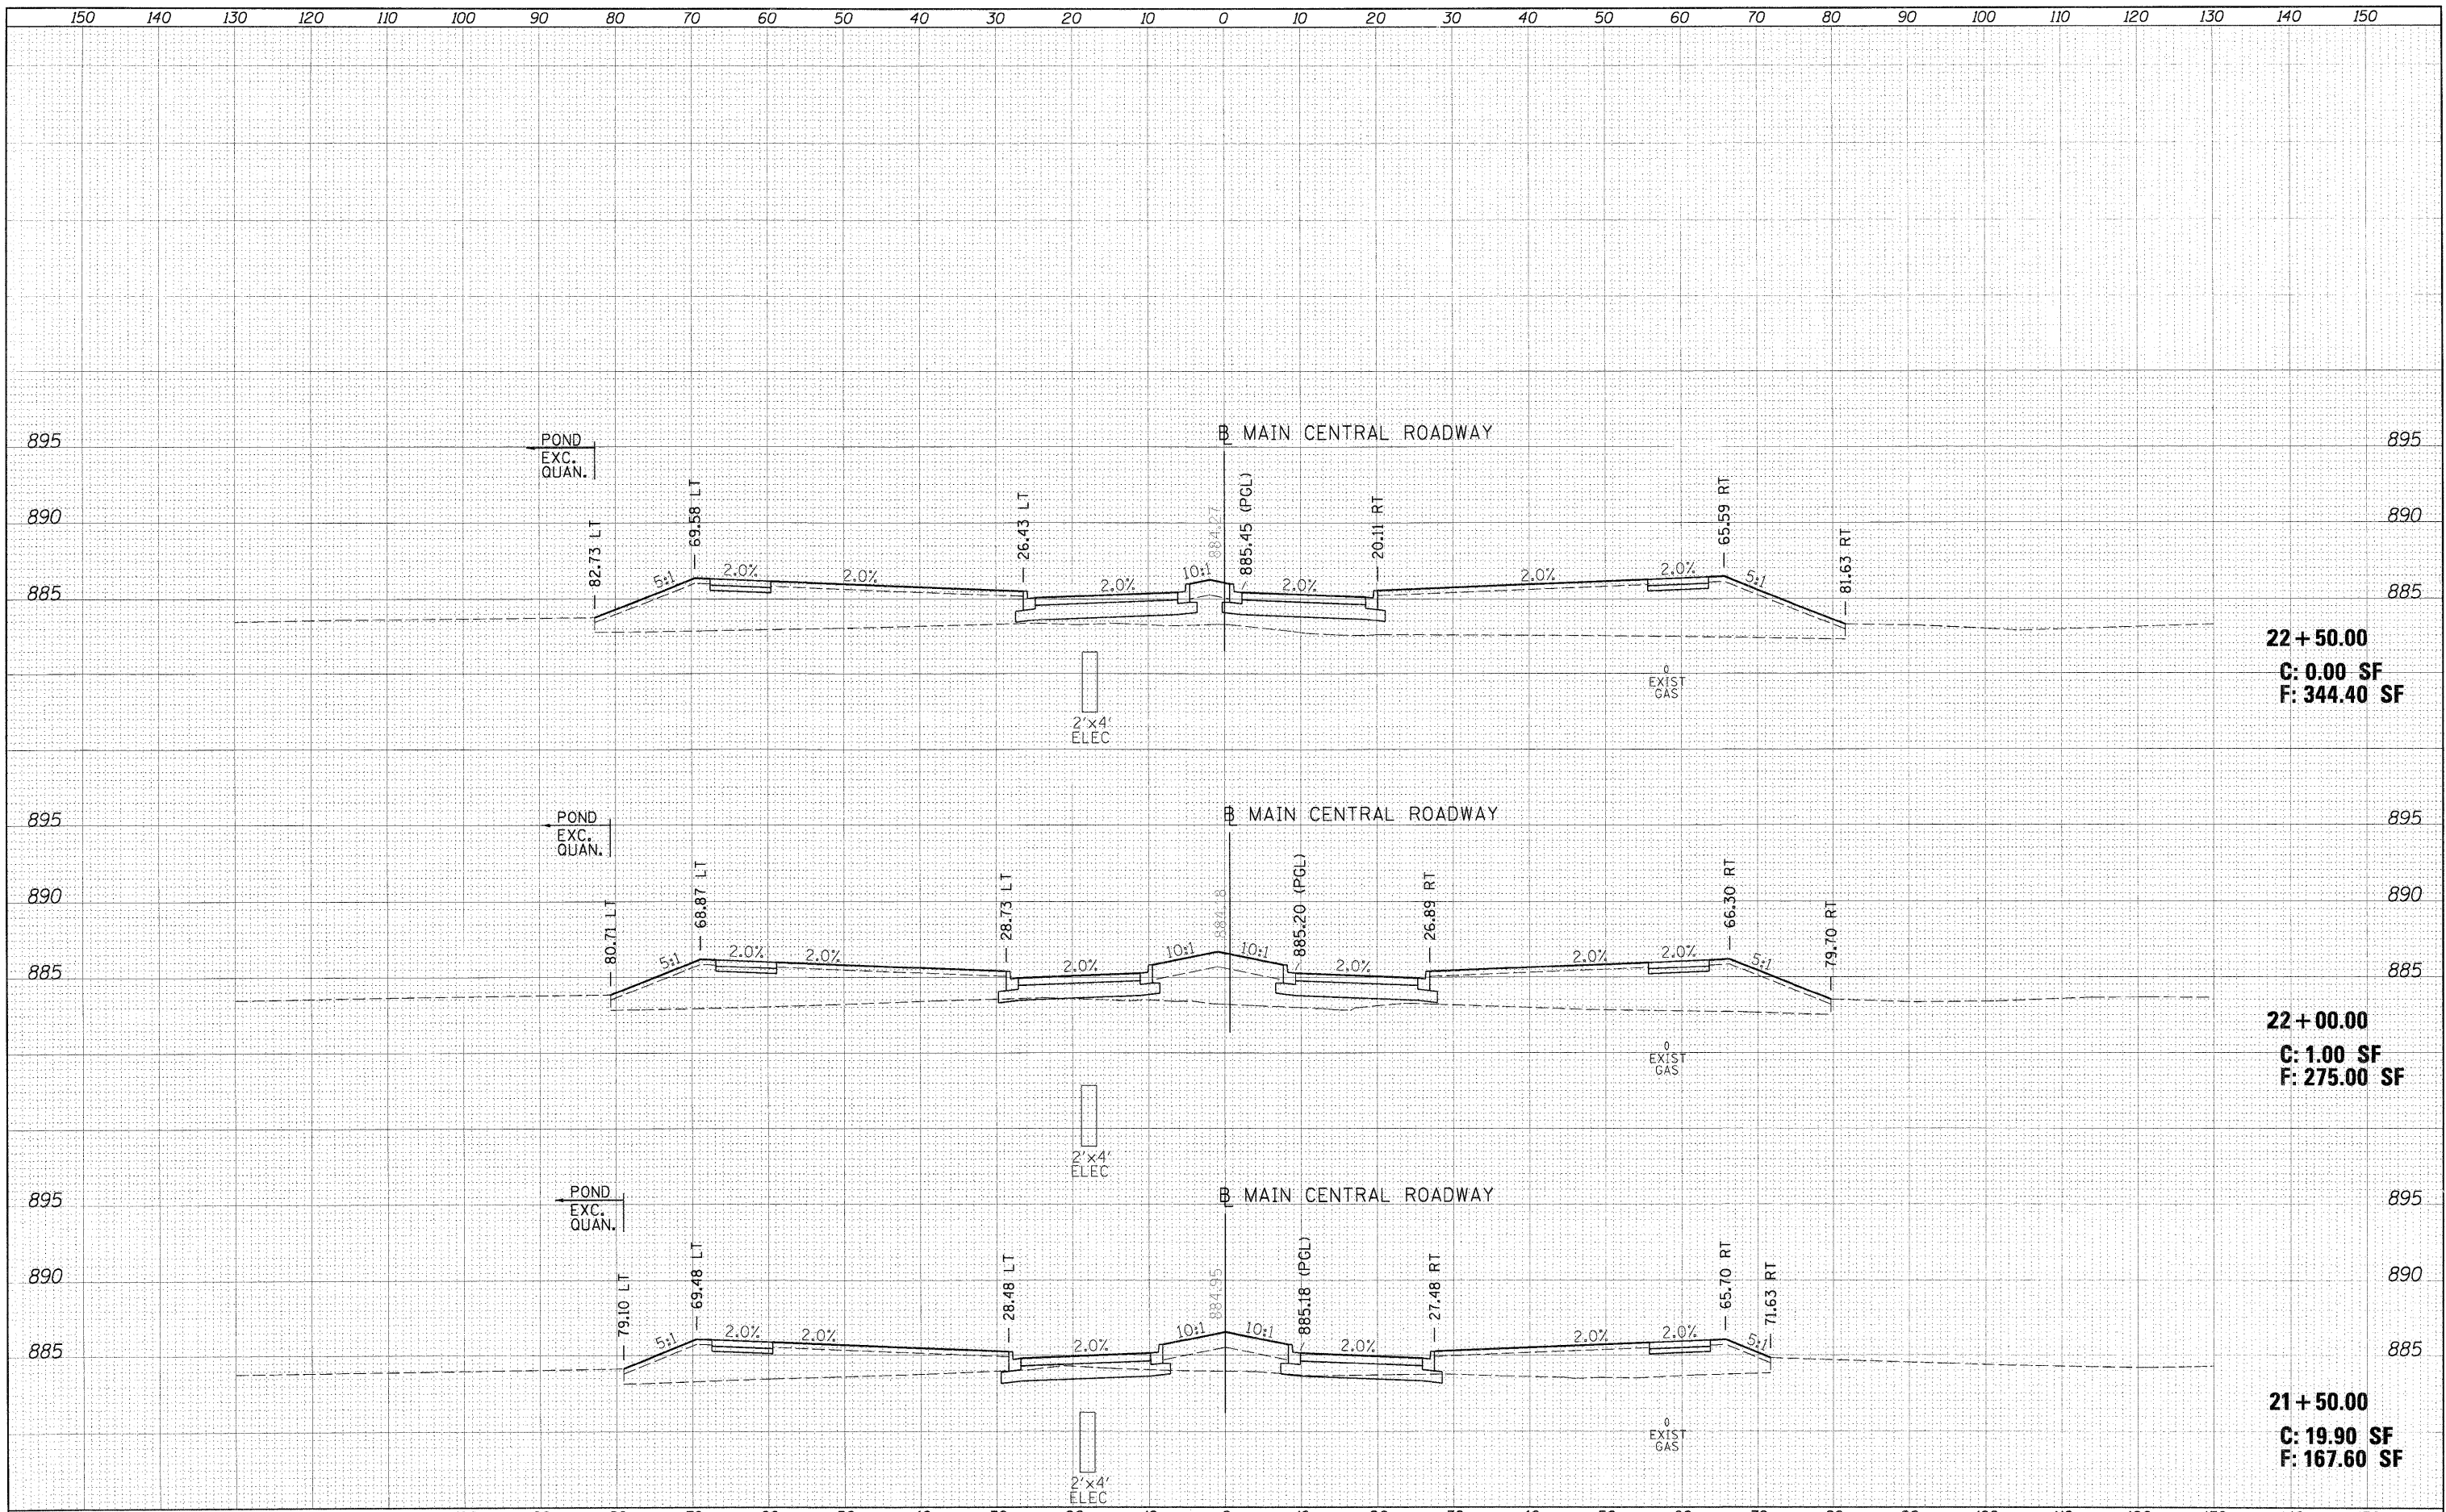 150 140 130 120 110 100 90 80 70 60 50 40 30 20 10 0 10 20 30 40 50 60 70 80 90 100 110 120 130 140 150
895 895
POND
EXC.
QUAN.
B MAIN CENTRAL ROADWAY
890 890
82.73 LT
69.58 LT
26.43 LT
884.27
885.45 (PGL)
20.11 RT
65.59 RT
81.63 RT
885 885
5:1 2.0% 2.0% 2.0% 10:1 2.0% 2.0% 2.0% 5:1
22+50.00
C: 0.00 SF
F: 344.40 SF
EXIST
GAS
2'x4'
ELEC
895 895
POND
EXC.
QUAN.
B MAIN CENTRAL ROADWAY
890 890
80.71 LT
68.87 LT
28.73 LT
885.20 (PGL)
26.89 RT
66.30 RT
79.70 RT
885 885
5:1 2.0% 2.0% 2.0% 10:1 10:1 2.0% 2.0% 2.0% 5:1
22+00.00
C: 1.00 SF
F: 275.00 SF
EXIST
GAS
2'x4'
ELEC
895 895
POND
EXC.
QUAN.
B MAIN CENTRAL ROADWAY
890 890
79.10 LT
69.48 LT
28.48 LT
884.95
885.18 (PGL)
27.48 RT
65.70 RT
71.63 RT
885 885
5:1 2.0% 2.0% 2.0% 10:1 10:1 2.0% 2.0% 2.0% 5:1
21+50.00
C: 19.90 SF
F: 167.60 SF
EXIST
GAS
2'x4'
ELEC